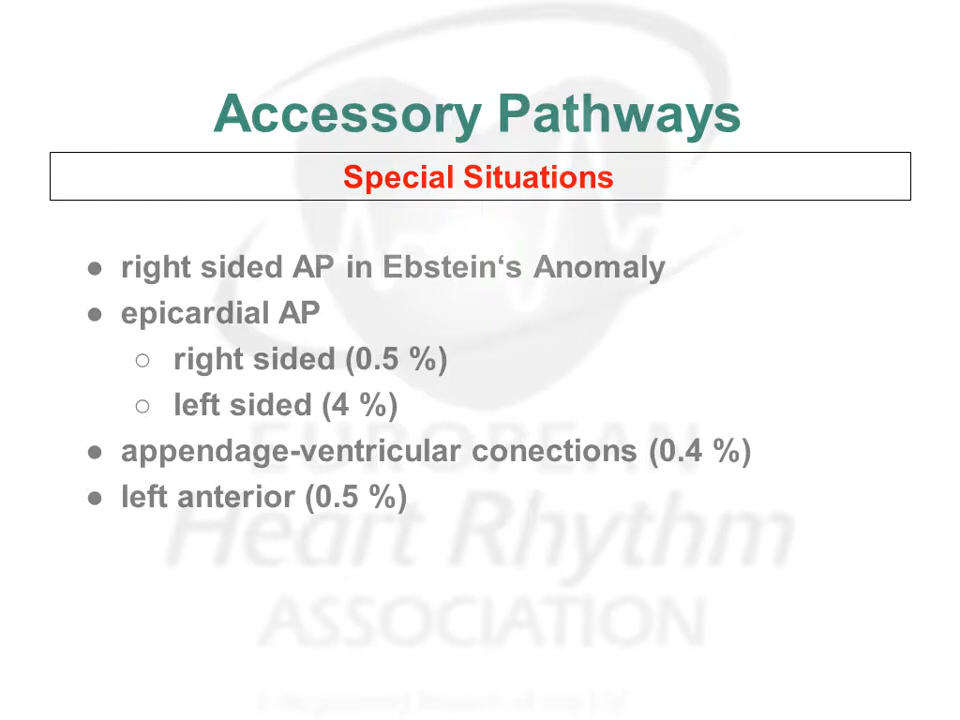 Accessory Pathways
Special Situations
● right sided AP in Ebstein‘s Anomaly
● epicardial AP
○ right sided (0.5 %)
○ left sided (4 %)
● appendage-ventricular conections (0.4 %)
● left anterior (0.5 %)
EUROPEAN
Heart Rhythm
ASSOCIATION